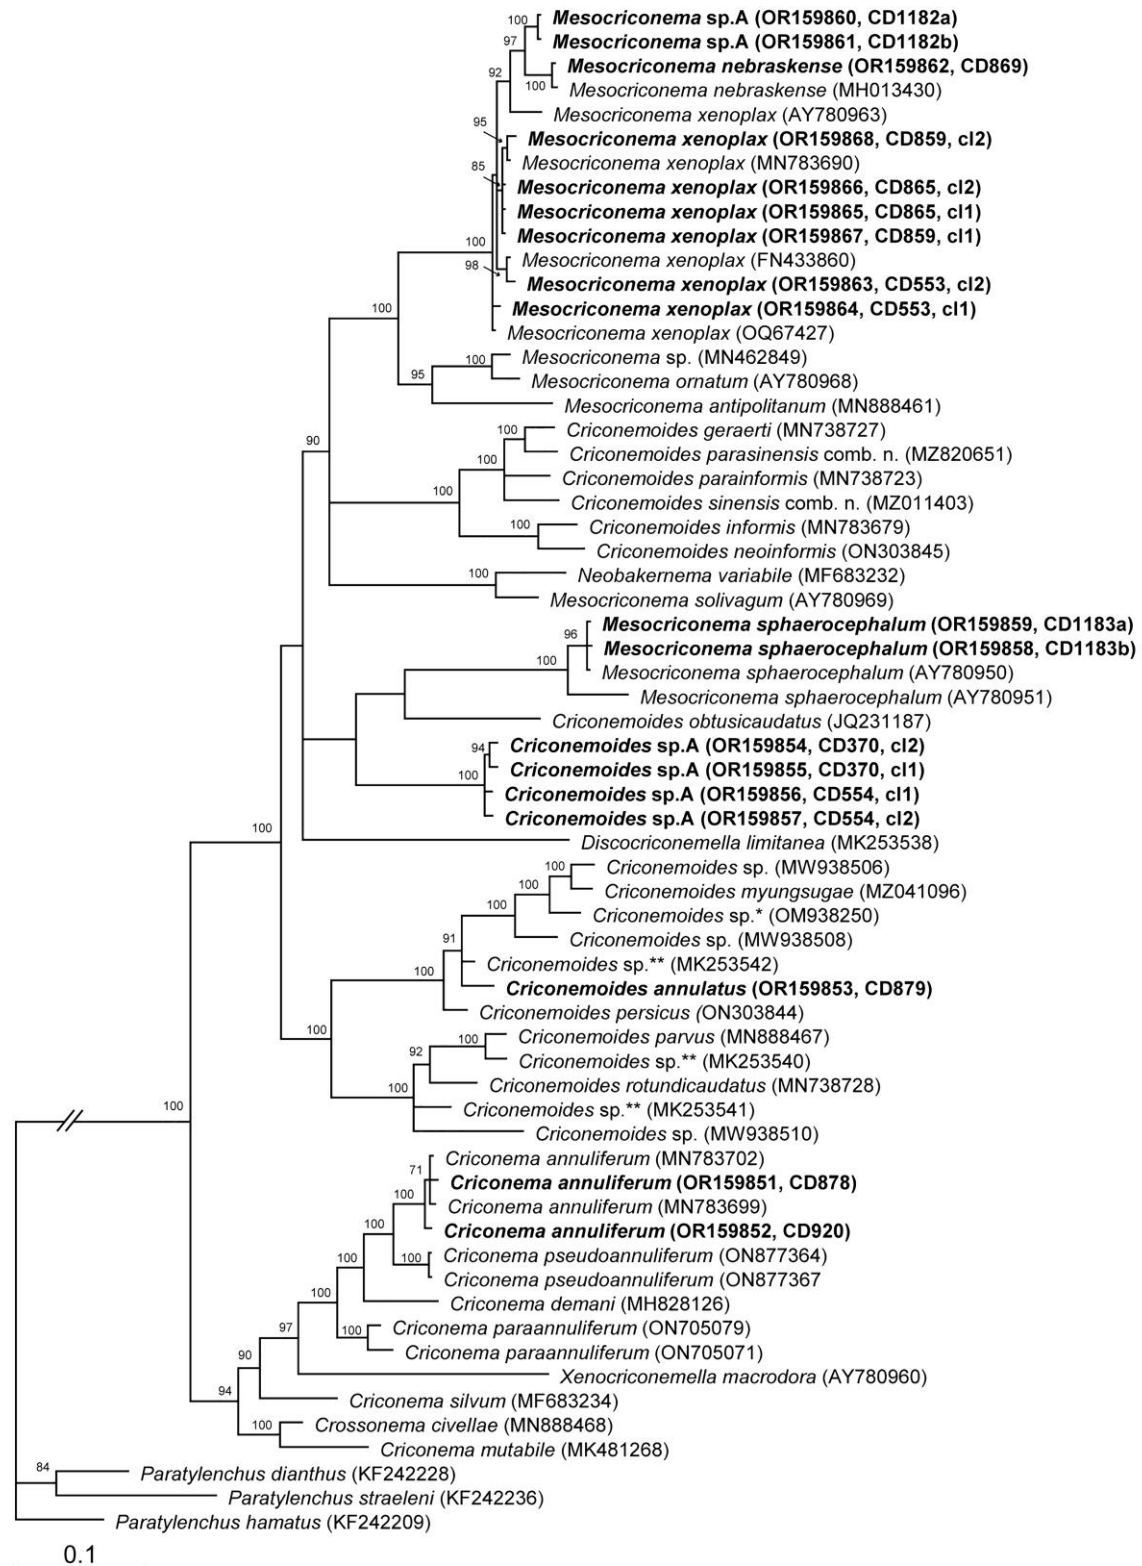 100
Mesocriconema sp.A (OR159860, CD1182a)
97
Mesocriconema sp.A (OR159861, CD1182b)
92
Mesocriconema nebraskense (OR159862, CD869)
100
Mesocriconema nebraskense (MH013430)
Mesocriconema xenoplax (AY780963)
95
Mesocriconema xenoplax (OR159868, CD859, cl2)
85
Mesocriconema xenoplax (MN783690)
Mesocriconema xenoplax (OR159866, CD865, cl2)
Mesocriconema xenoplax (OR159865, CD865, cl1)
100
Mesocriconema xenoplax (OR159867, CD859, cl1)
98
Mesocriconema xenoplax (FN433860)
Mesocriconema xenoplax (OR159863, CD553, cl2)
100
Mesocriconema xenoplax (OR159864, CD553, cl1)
Mesocriconema xenoplax (OQ67427)
100
Mesocriconema sp. (MN462849)
95
Mesocriconema ornatum (AY780968)
Mesocriconema antipolitanum (MN888461)
90
100
Criconemoides geraerti (MN738727)
100
Criconemoides parasinensis comb. n. (MZ820651)
100
Criconemoides parainformis (MN738723)
Criconemoides sinensis comb. n. (MZ011403)
100
Criconemoides informis (MN783679)
Criconemoides neoinformis (ON303845)
100
Neobakernema variabile (MF683232)
Mesocriconema solivagum (AY780969)
96
Mesocriconema sphaerocephalum (OR159859, CD1183a)
Mesocriconema sphaerocephalum (OR159858, CD1183b)
100
Mesocriconema sphaerocephalum (AY780950)
Mesocriconema sphaerocephalum (AY780951)
Criconemoides obtusicaudatus (JQ231187)
94
Criconemoides sp.A (OR159854, CD370, cl2)
100
Criconemoides sp.A (OR159855, CD370, cl1)
Criconemoides sp.A (OR159856, CD554, cl1)
Criconemoides sp.A (OR159857, CD554, cl2)
100
Discocriconemella limitanea (MK253538)
100
Criconemoides sp. (MW938506)
100
Criconemoides myungsugae (MZ041096)
100
Criconemoides sp.* (OM938250)
91
Criconemoides sp. (MW938508)
100
Criconemoides sp.** (MK253542)
Criconemoides annulatus (OR159853, CD879)
Criconemoides persicus (ON303844)
100
100
Criconemoides parvus (MN888467)
92
Criconemoides sp.** (MK253540)
100
Criconemoides rotundicaudatus (MN738728)
100
Criconemoides sp.** (MK253541)
Criconemoides sp. (MW938510)
Criconema annuliferum (MN783702)
71
Criconema annuliferum (OR159851, CD878)
100
Criconema annuliferum (MN783699)
100
Criconema annuliferum (OR159852, CD920)
100
100
Criconema pseudoannuliferum (ON877364)
Criconema pseudoannuliferum (ON877367
100
Criconema demani (MH828126)
97
100
Criconema paraannuliferum (ON705079)
90
Criconema paraannuliferum (ON705071)
Xenocriconemella macrodora (AY780960)
94
Criconema silvum (MF683234)
100
Crossonema civellae (MN888468)
Criconema mutabile (MK481268)
84
Paratylenchus dianthus (KF242228)
Paratylenchus straeleni (KF242236)
Paratylenchus hamatus (KF242209)
0.1